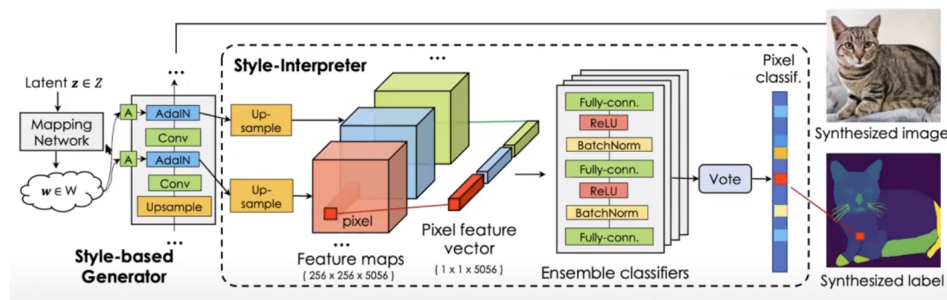 Latent z ∈ Z
Mapping
Network
w ∈ W
...
A
AdaIN
Conv
A
AdaIN
Conv
Upsample
...
Style-based
Generator
Style-Interpreter
Up-
sample
Up-
sample
...
pixel
...
Feature maps
( 256 x 256 x 5056 )
Pixel feature
vector
( 1 x 1 x 5056 )
Fully-conn.
ReLU
BatchNorm
Fully-conn.
ReLU
BatchNorm
Fully-conn.
Ensemble classifiers
Vote
Pixel
classif.
Synthesized image
Synthesized label